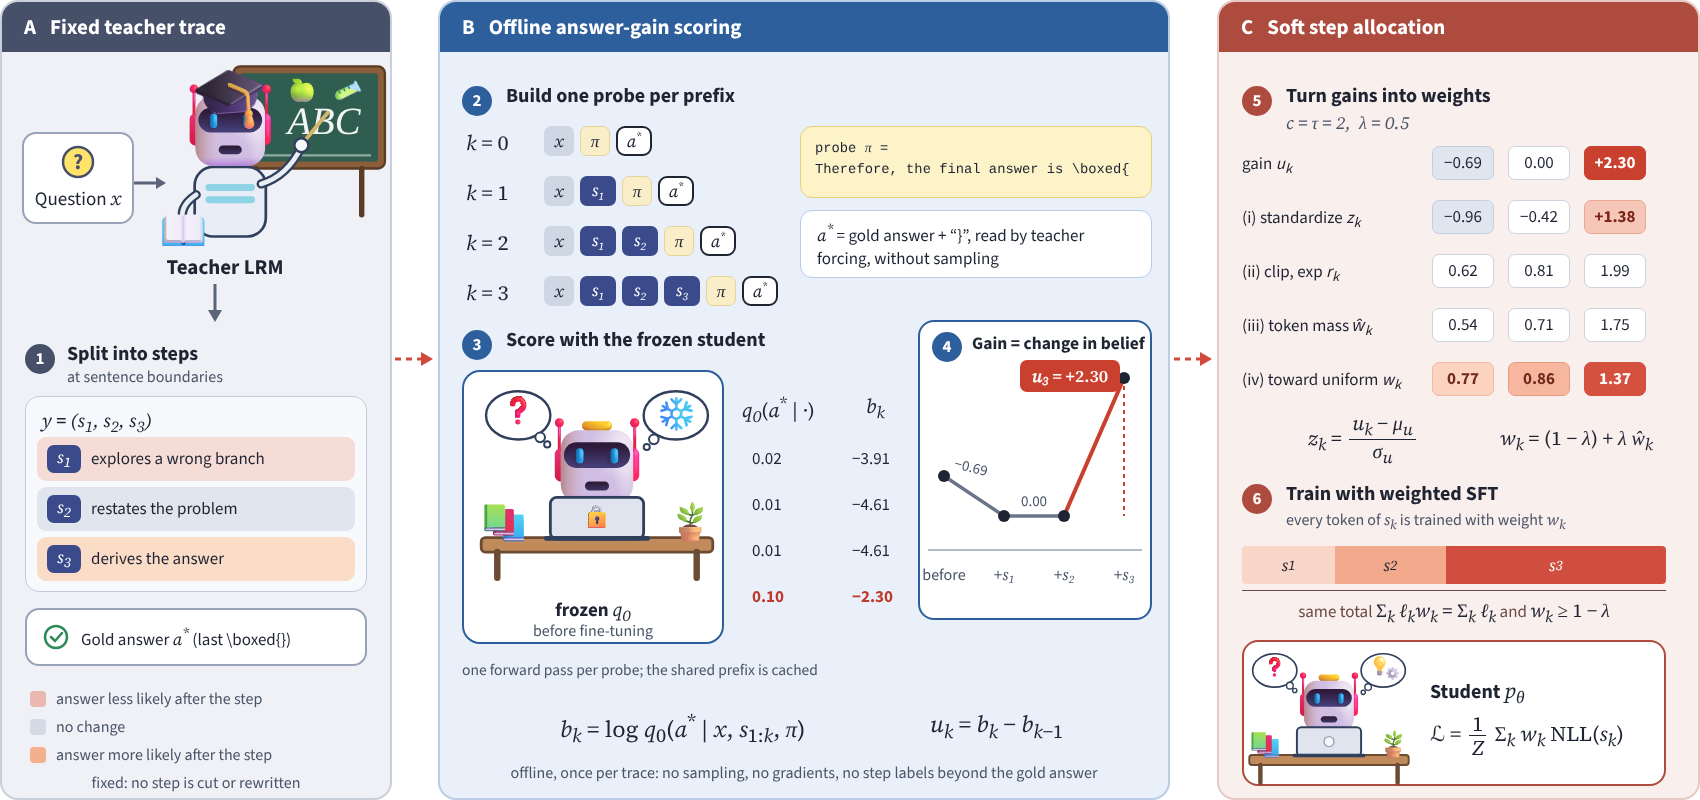 A Fixed teacher trace
ABC
?
Question x
Teacher LRM
1 Split into steps
at sentence boundaries
y = (s₁, s₂, s₃)
s₁ explores a wrong branch
s₂ restates the problem
s₃ derives the answer
Gold answer a* (last \boxed{})
answer less likely after the step
no change
answer more likely after the step
fixed: no step is cut or rewritten
B Offline answer-gain scoring
2 Build one probe per prefix
k = 0 x π a*
k = 1 x s₁ π a*
k = 2 x s₁ s₂ π a*
k = 3 x s₁ s₂ s₃ π a*
probe π =
Therefore, the final answer is \boxed{
a* = gold answer + “}”, read by teacher
forcing, without sampling
3 Score with the frozen student
?
frozen q₀
before fine-tuning
q₀(a* | ·) bₖ
0.02 −3.91
0.01 −4.61
0.01 −4.61
0.10 −2.30
4 Gain = change in belief
u₃ = +2.30
−0.69
0.00
before +s₁ +s₂ +s₃
one forward pass per probe; the shared prefix is cached
bₖ = log q₀(a* | x, s₁:ₖ, π)
uₖ = bₖ − bₖ₋₁
offline, once per trace: no sampling, no gradients, no step labels beyond the gold answer
C Soft step allocation
5 Turn gains into weights
c = τ = 2, λ = 0.5
gain uₖ −0.69 0.00 +2.30
(i) standardize zₖ −0.96 −0.42 +1.38
(ii) clip, exp rₖ 0.62 0.81 1.99
(iii) token mass ŵₖ 0.54 0.71 1.75
(iv) toward uniform wₖ 0.77 0.86 1.37
zₖ = (uₖ − μᵤ) / σᵤ
wₖ = (1 − λ) + λ ŵₖ
6 Train with weighted SFT
every token of sₖ is trained with weight wₖ
s1 s2 s3
same total Σₖ ℓₖwₖ = Σₖ ℓₖ and wₖ ≥ 1 − λ
?
Student pθ
ℒ = 1/Z Σₖ wₖ NLL(sₖ)